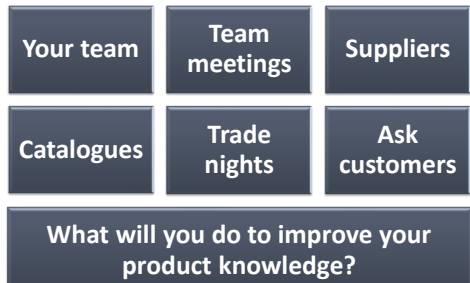 Your team
Team
meetings
Suppliers
Catalogues
Trade
nights
Ask
customers
What will you do to improve your
product knowledge?